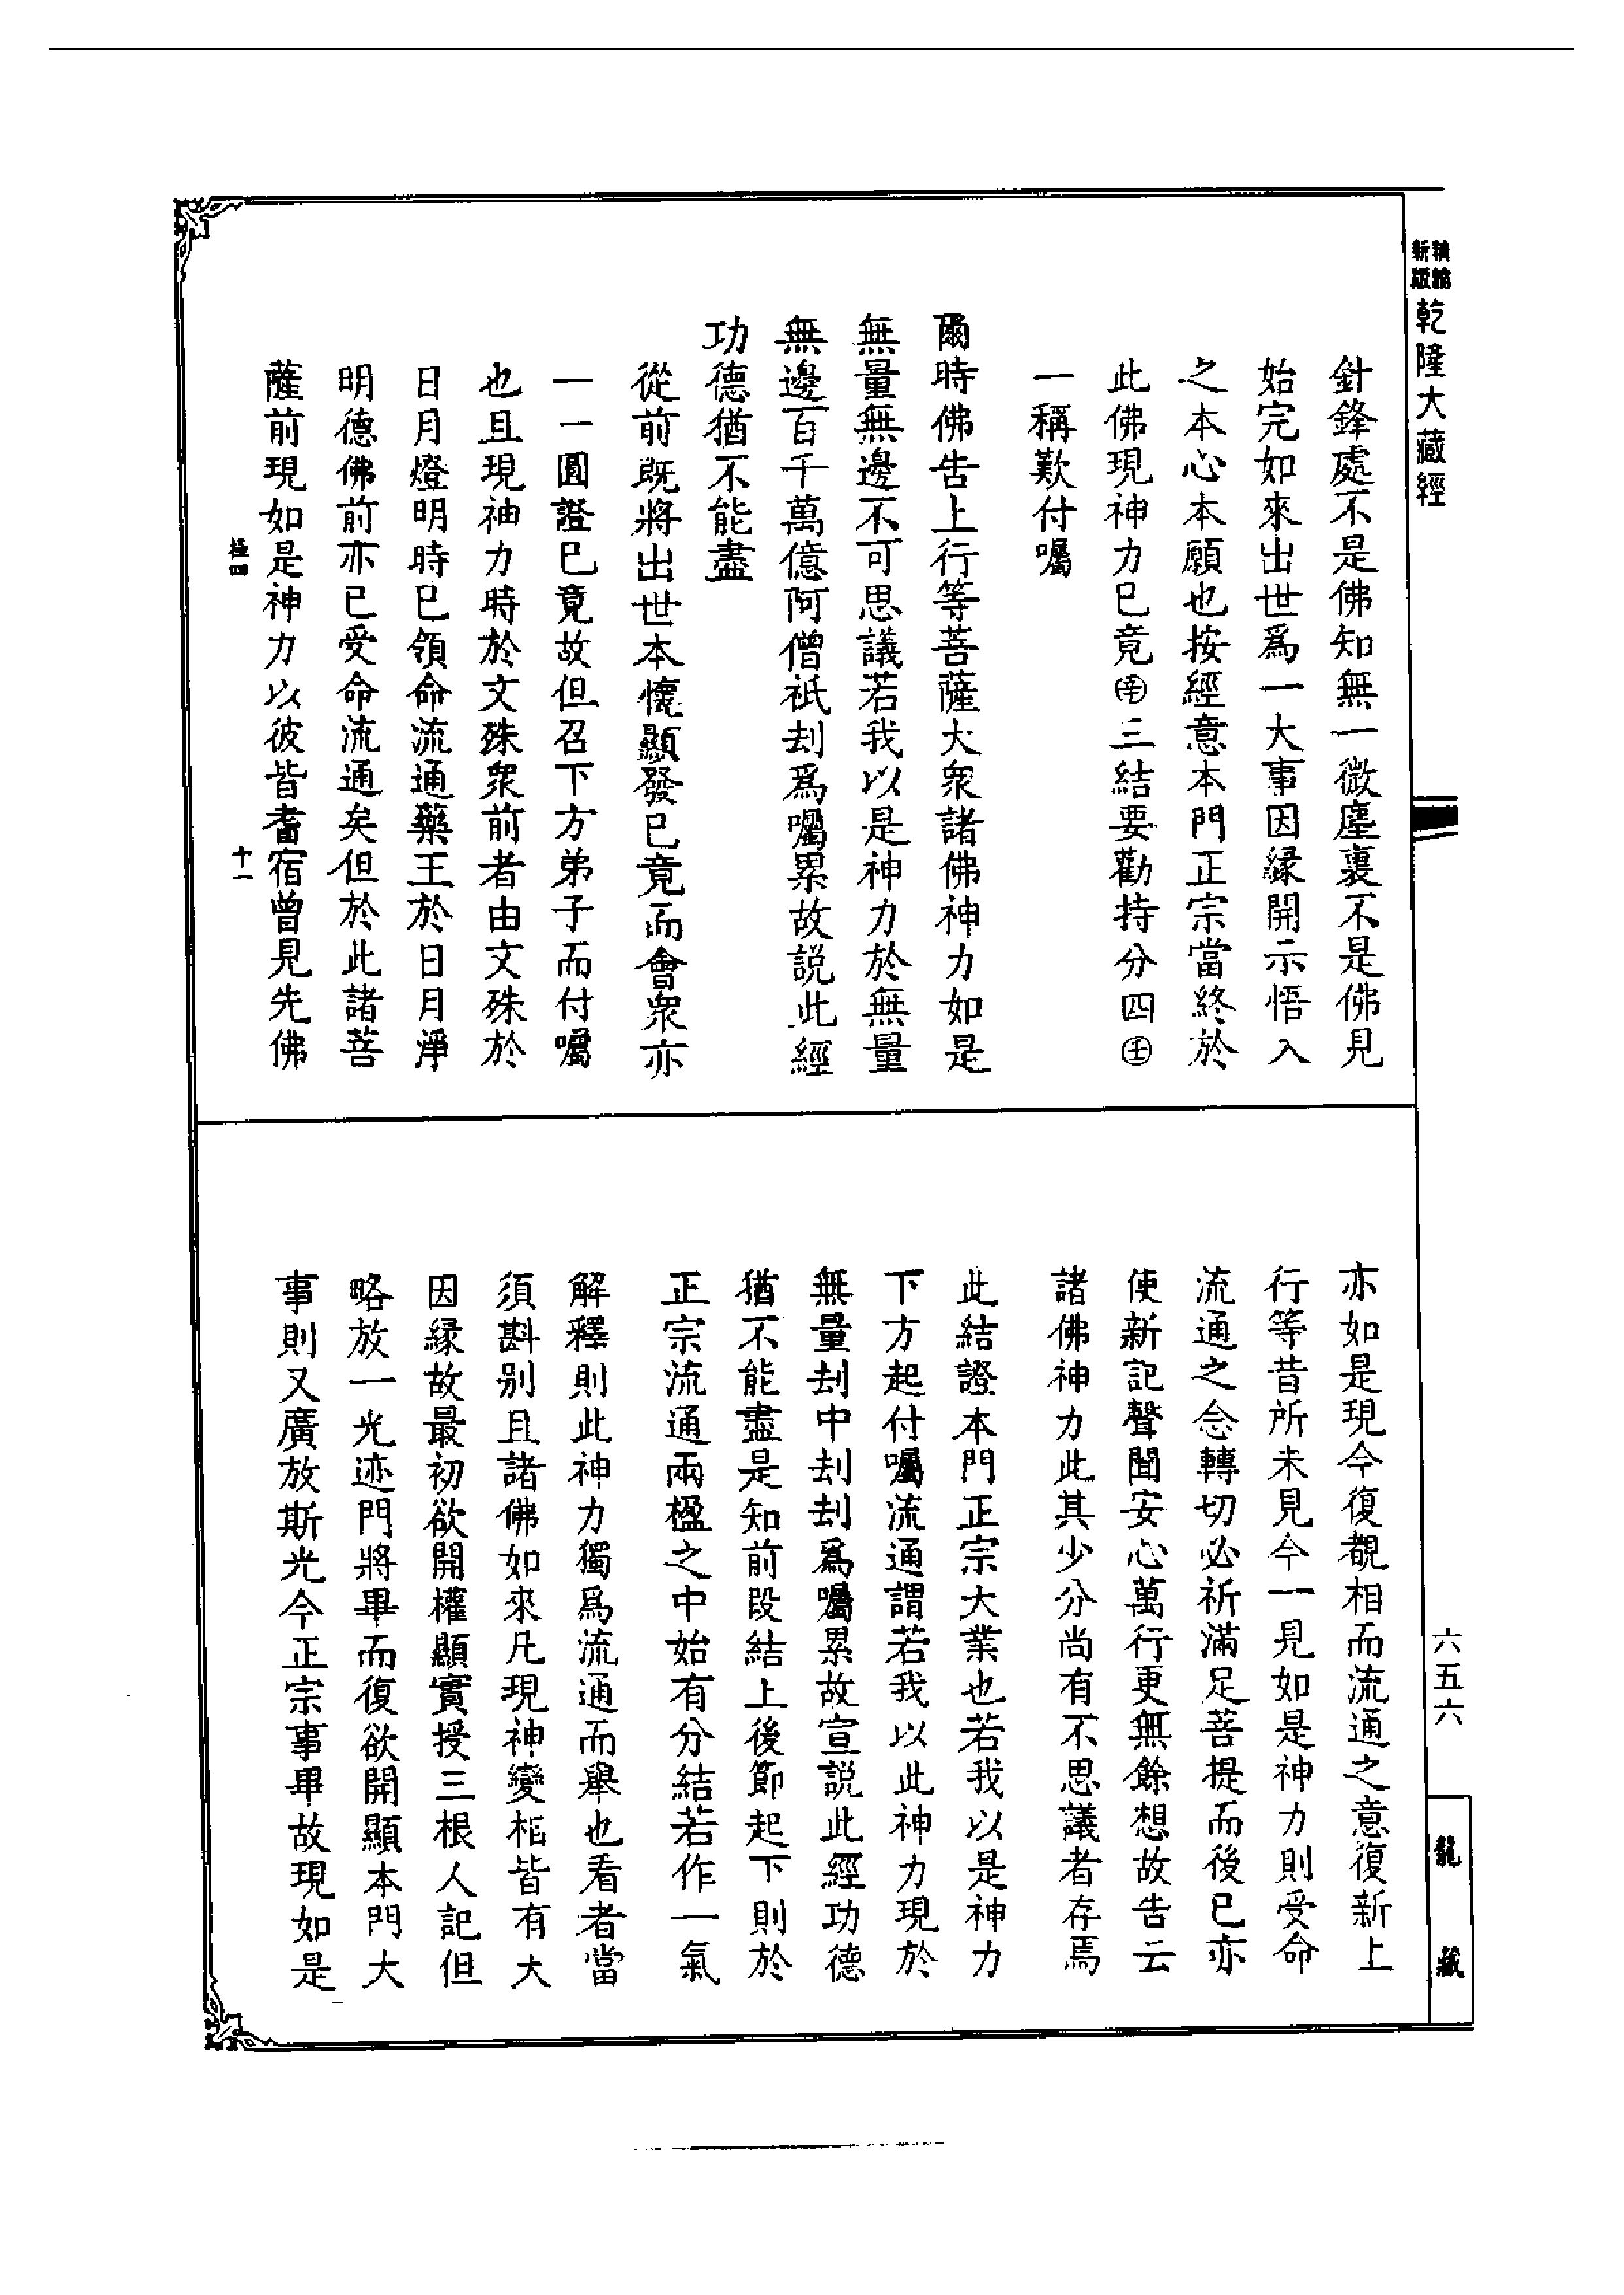 精縮新版乾隆大藏經
針鋒處不是佛知無一微塵裏不是佛見
始完如來出世爲一大事因緣開示悟入
之本心本願也按經意本門正宗當終於
此佛現神力已竟㊍三結要勸持分四㊏
一稱歎付囑
爾時佛告上行等菩薩大衆諸佛神力如是
無量無邊不可思議若我以是神力於無量
無邊百千萬億阿僧祇刦爲囑累故説此經
功德猶不能盡
從前既將出世本懷顯發已竟而會衆亦
一一圓證已竟故但召下方弟子而付囑
也且現神力時於文殊衆前者由文殊於
日月燈明時已領命流通藥王於日月淨
明德佛前亦已受命流通矣但於此諸菩
薩前現如是神力以彼皆耆宿曾見先佛
極四
十一
亦如是現今復覩相而流通之意復新上
行等昔所未見今一見如是神力則受命
流通之念轉切必祈滿足菩提而後已亦
使新記聲聞安心萬行更無餘想故告云
諸佛神力此其少分尚有不思議者存焉
此結證本門正宗大業也若我以是神力
下方起付囑流通謂若我以此神力現於
無量刦中刦刦爲囑累故宣説此經功德
猶不能盡是知前段結上後節起下則於
正宗流通兩楹之中始有分結若作一氣
解釋則此神力獨爲流通而舉也看者當
須斟别且諸佛如來凡現神變相皆有大
因緣故最初欲開權顯實授三根人記但
略放一光迹門將畢而復欲開顯本門大
事則又廣放斯光今正宗事畢故現如是
六五六
龍藏